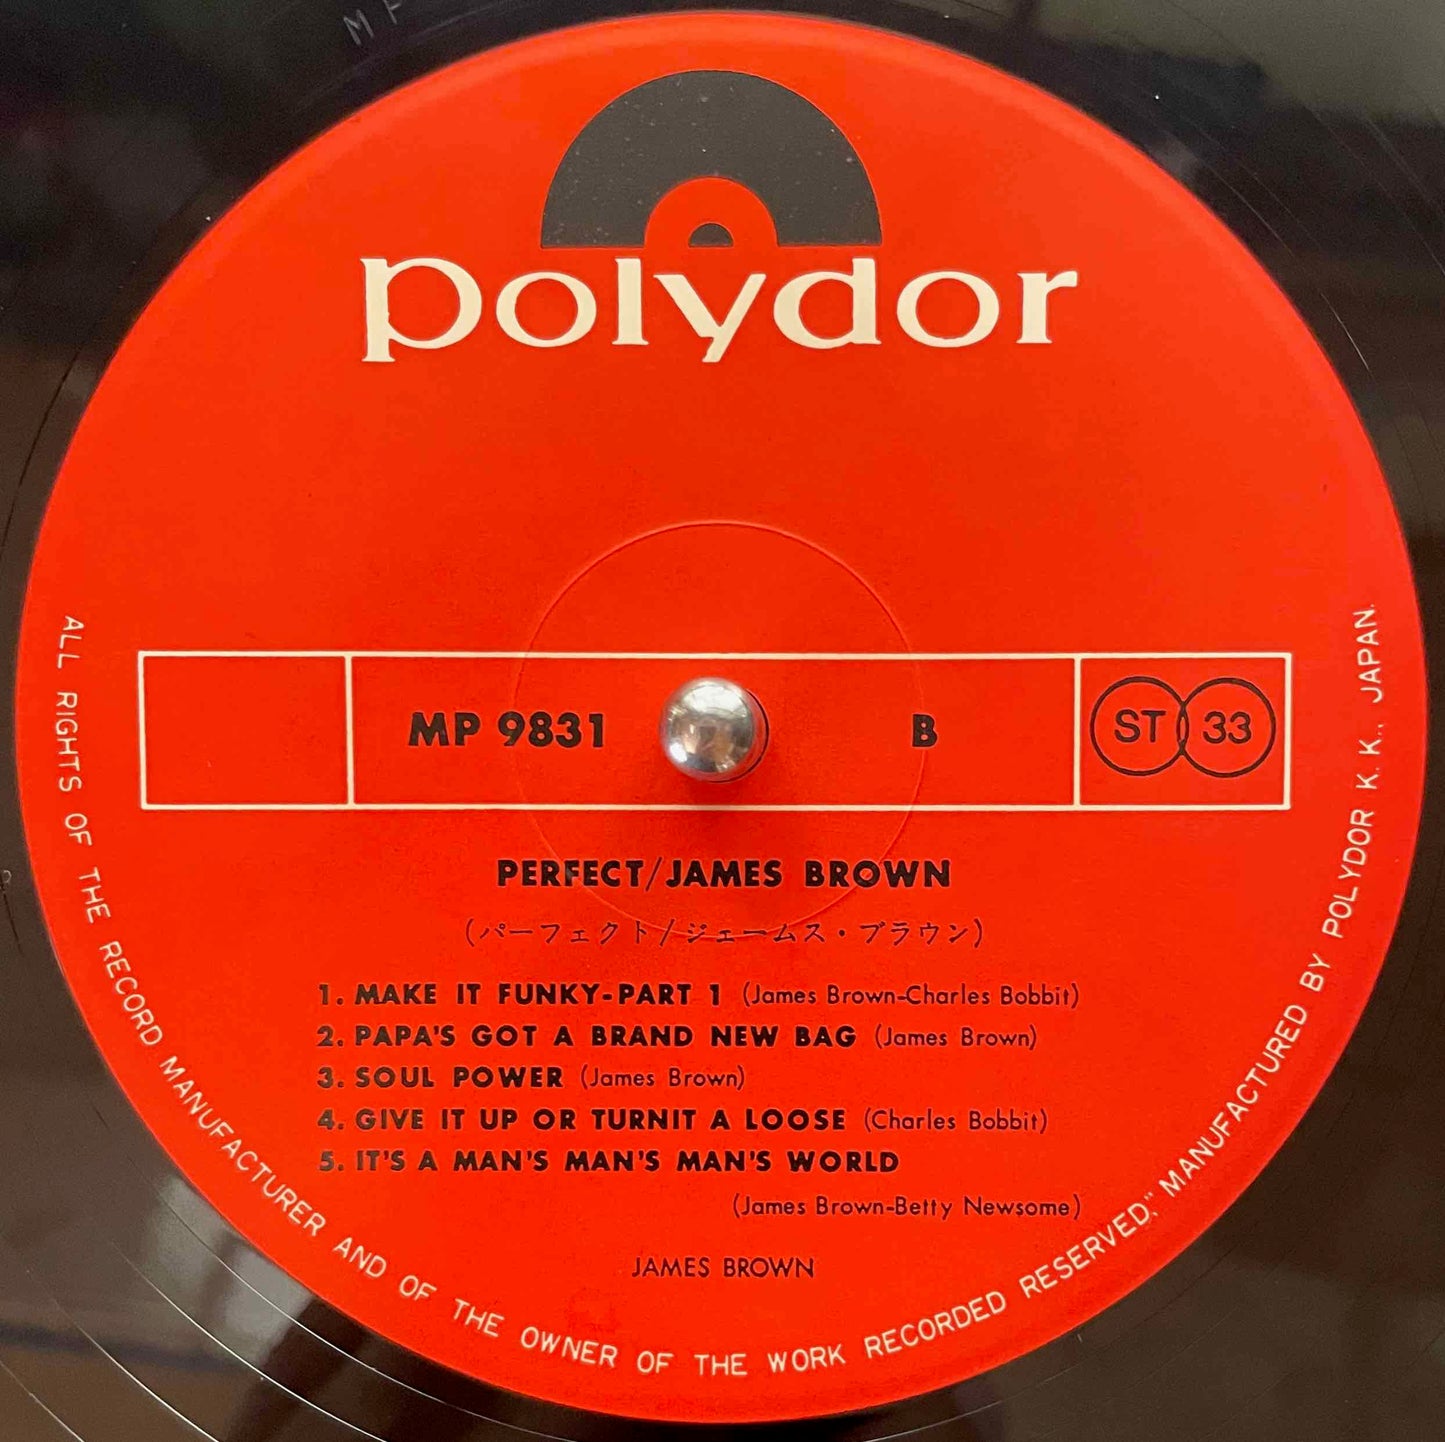 MP
polydor
MP 9831 B ST 33
PERFECT/JAMES BROWN
(パーフェクト/ジェームス・ブラウン)
1. MAKE IT FUNKY-PART 1 (James Brown-Charles Bobbit)
2. PAPA'S GOT A BRAND NEW BAG (James Brown)
3. SOUL POWER (James Brown)
4. GIVE IT UP OR TURNIT A LOOSE (Charles Bobbit)
5. IT'S A MAN'S MAN'S MAN'S WORLD
(James Brown-Betty Newsome)
JAMES BROWN
ALL RIGHTS OF THE RECORD MANUFACTURER AND OF THE OWNER OF THE WORK RECORDED RESERVED," MANUFACTURED BY POLYDOR K.K., JAPAN.